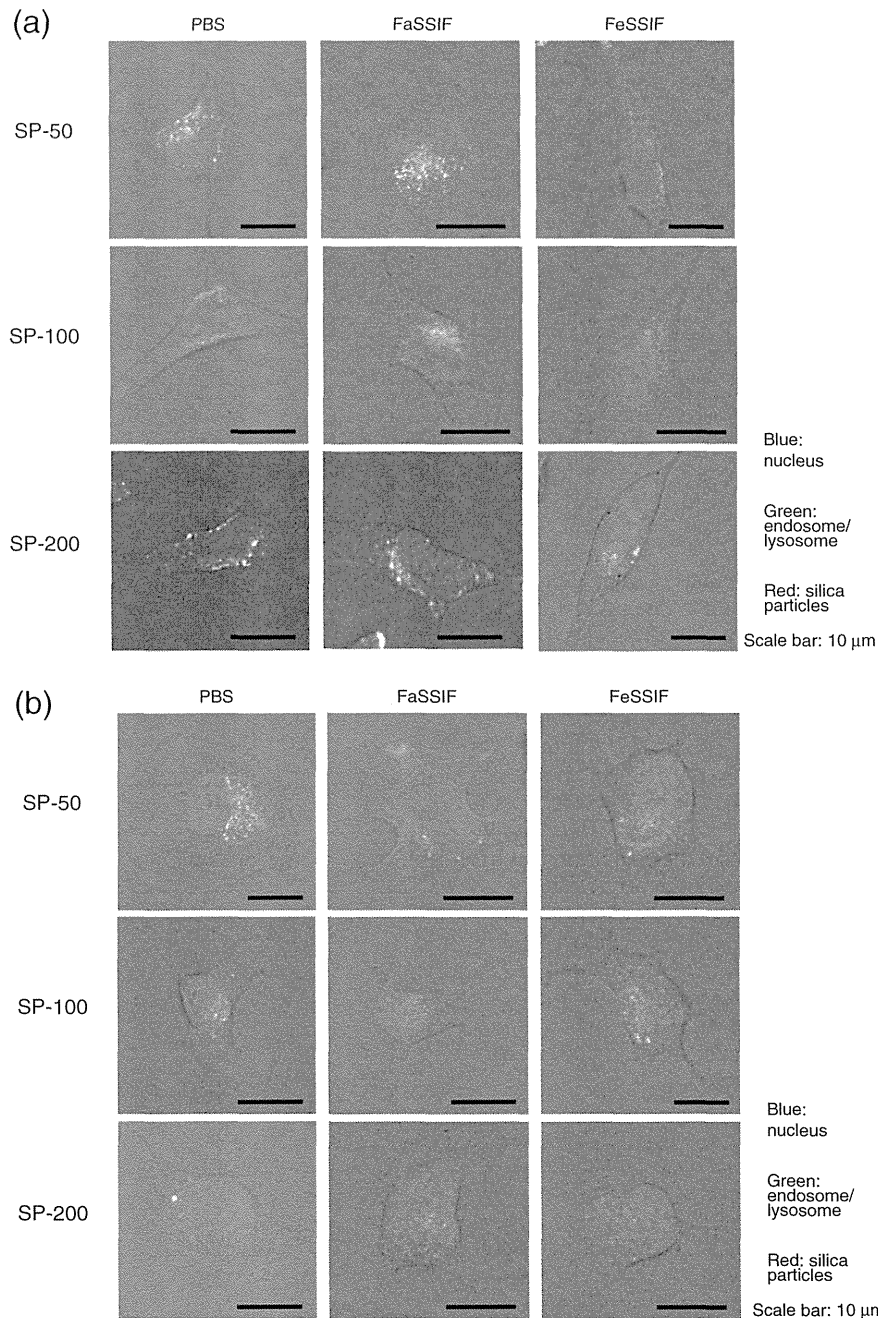 (a)
PBS
FaSSIF
FeSSIF
SP-50
SP-100
SP-200
Blue:
nucleus
Green:
endosome/
lysosome
Red: silica
particles
Scale bar: 10 μm
(b)
PBS
FaSSIF
FeSSIF
SP-50
SP-100
SP-200
Blue:
nucleus
Green:
endosome/
lysosome
Red: silica
particles
Scale bar: 10 μm